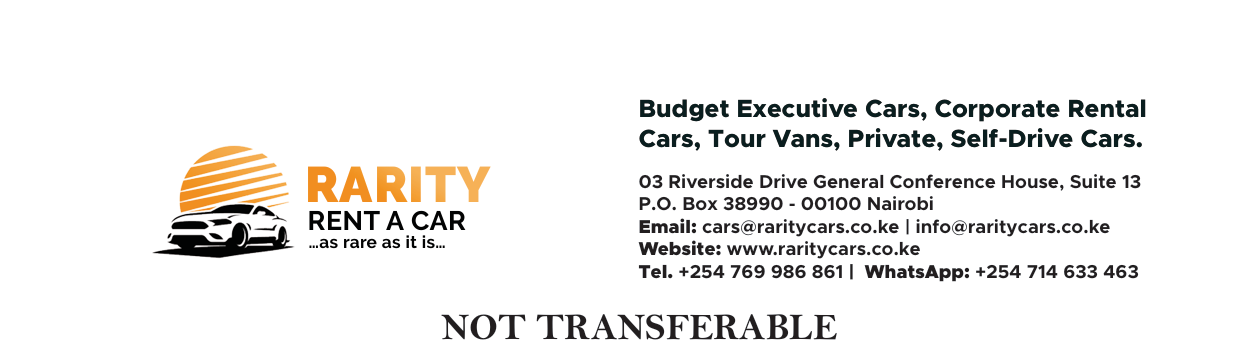 RARITY
RENT A CAR
...as rare as it is...
Budget Executive Cars, Corporate Rental
Cars, Tour Vans, Private, Self-Drive Cars.
03 Riverside Drive General Conference House, Suite 13
P.O. Box 38990 - 00100 Nairobi
Email: cars@raritycars.co.ke | info@raritycars.co.ke
Website: www.raritycars.co.ke
Tel. +254 769 986 861 | WhatsApp: +254 714 633 463
NOT TRANSFERABLE